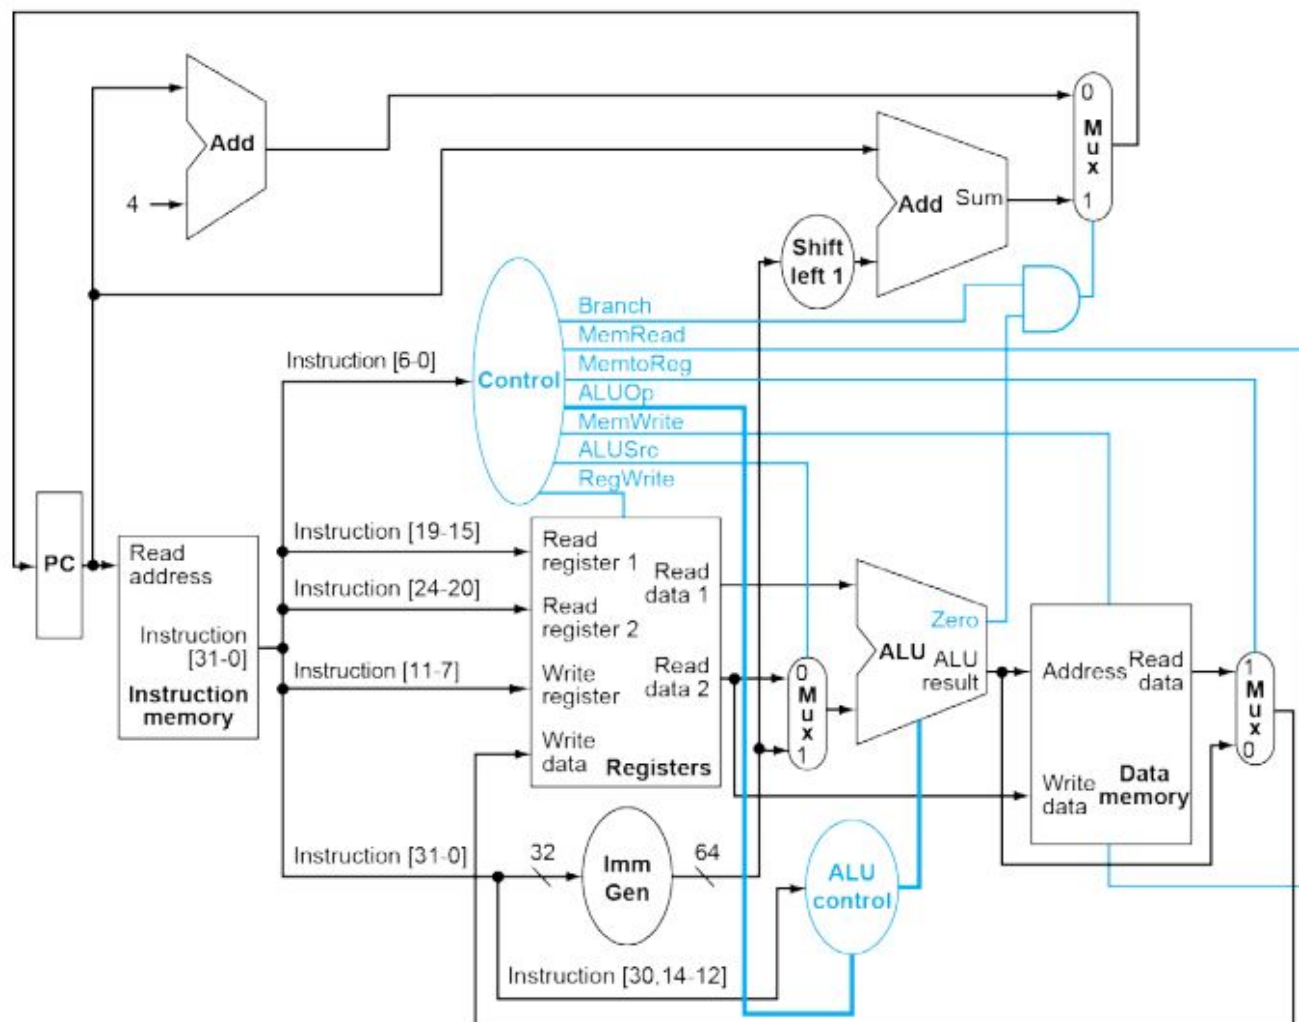 0
M
u
x
1
Add
4
Add
Sum
Shift
left 1
Branch
MemRead
MemtoReg
ALUOp
MemWrite
ALUSrc
RegWrite
Instruction [6-0]
Control
PC
Read
address
Instruction
[31-0]
Instruction
memory
Instruction [19-15]
Instruction [24-20]
Instruction [11-7]
Read
register 1
Read
register 2
Write
register
Write
data
Read
data 1
Read
data 2
Registers
0
M
u
x
1
Zero
ALU
ALU
result
Address
Read
data
Write
data
Data
memory
1
M
u
x
0
Instruction [31-0]
32
Imm
Gen
64
ALU
control
Instruction [30,14-12]